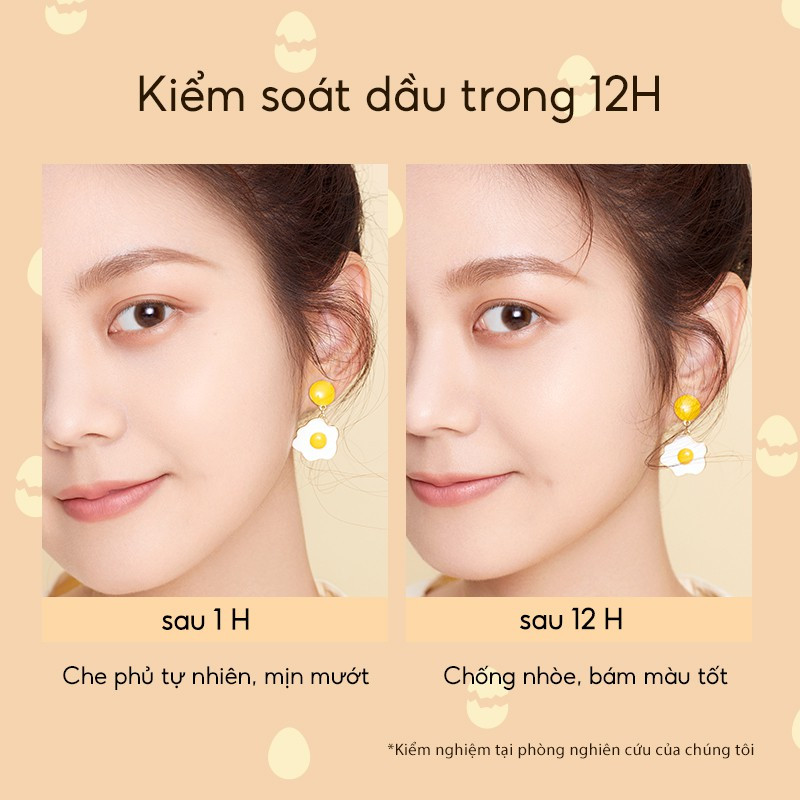 Kiểm soát dầu trong 12H
sau 1 H
sau 12 H
Che phủ tự nhiên, mịn mướt
Chống nhòe, bám màu tốt
*Kiểm nghiệm tại phòng nghiên cứu của chúng tôi